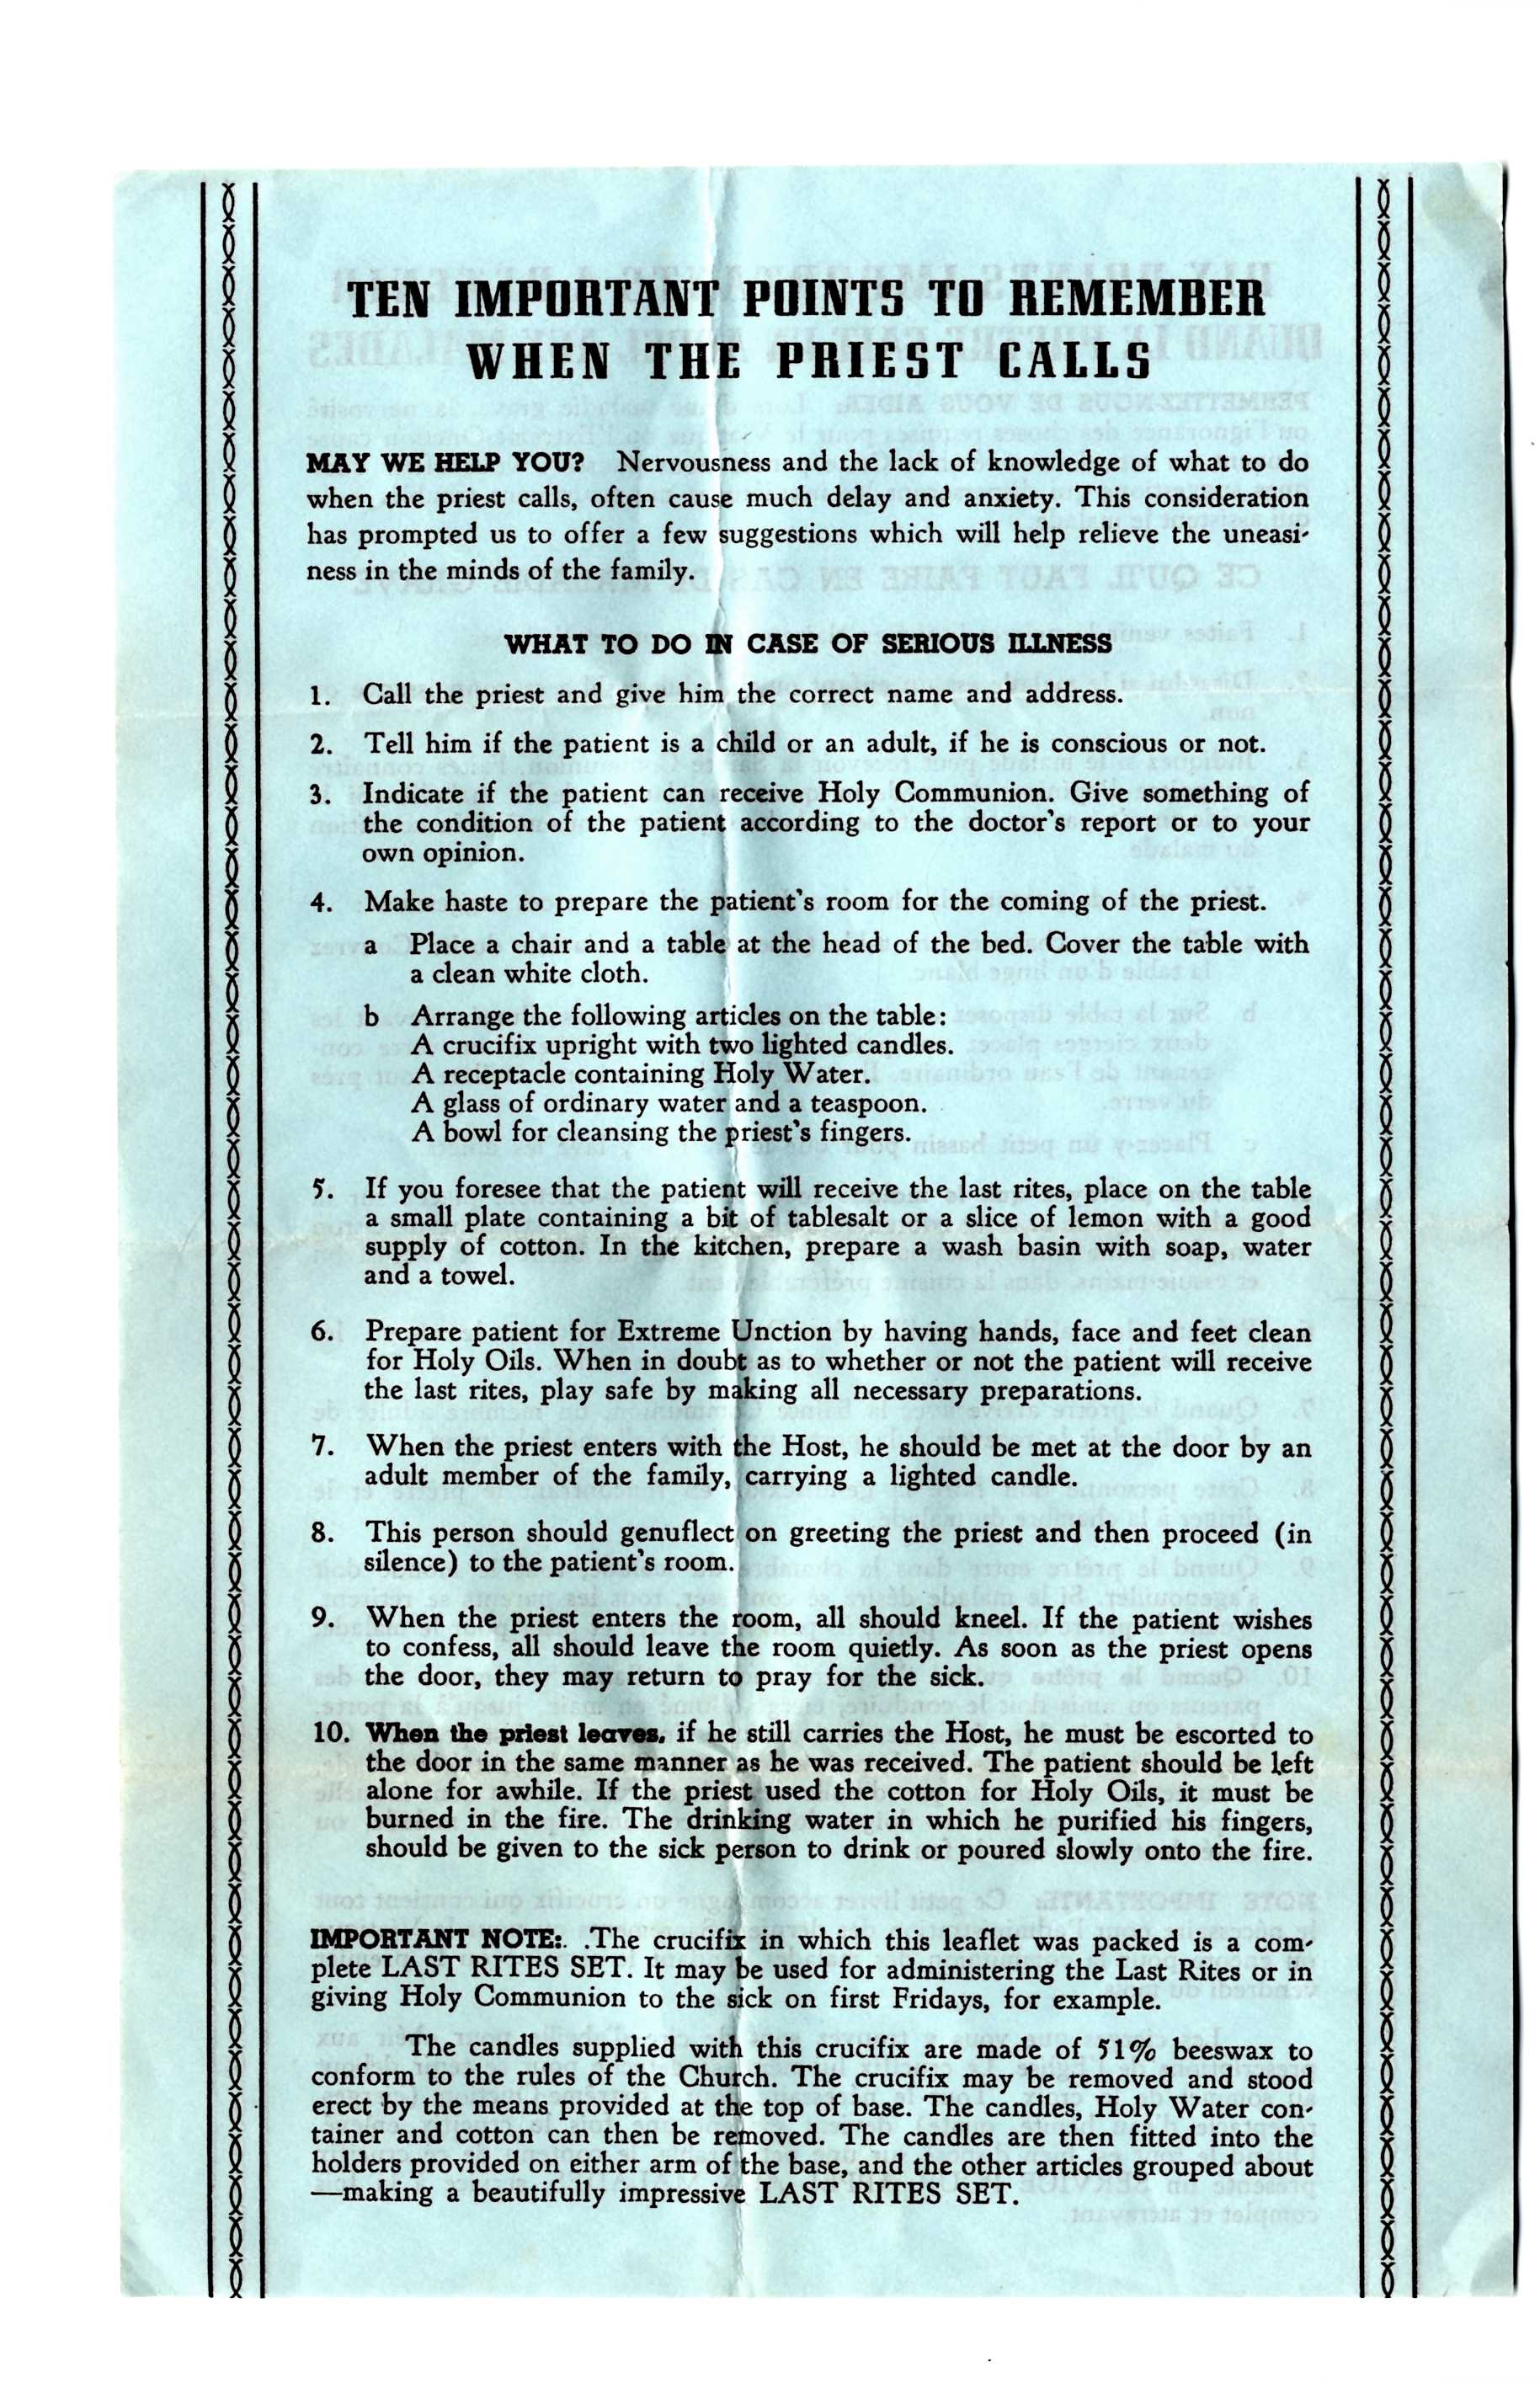 TEN IMPORTANT POINTS TO REMEMBER
WHEN THE PRIEST CALLS
MAY WE HELP YOU? Nervousness and the lack of knowledge of what to do
when the priest calls, often cause much delay and anxiety. This consideration
has prompted us to offer a few suggestions which will help relieve the uneasi-
ness in the minds of the family.
WHAT TO DO IN CASE OF SERIOUS ILLNESS
1. Call the priest and give him the correct name and address.
2. Tell him if the patient is a child or an adult, if he is conscious or not.
3. Indicate if the patient can receive Holy Communion. Give something of
the condition of the patient according to the doctor's report or to your
own opinion.
4. Make haste to prepare the patient's room for the coming of the priest.
a Place a chair and a table at the head of the bed. Cover the table with
a clean white cloth.
b Arrange the following articles on the table:
A crucifix upright with two lighted candles.
A receptacle containing Holy Water.
A glass of ordinary water and a teaspoon.
A bowl for cleansing the priest's fingers.
5. If you foresee that the patient will receive the last rites, place on the table
a small plate containing a bit of tablesalt or a slice of lemon with a good
supply of cotton. In the kitchen, prepare a wash basin with soap, water
and a towel.
6. Prepare patient for Extreme Unction by having hands, face and feet clean
for Holy Oils. When in doubt as to whether or not the patient will receive
the last rites, play safe by making all necessary preparations.
7. When the priest enters with the Host, he should be met at the door by an
adult member of the family, carrying a lighted candle.
8. This person should genuflect on greeting the priest and then proceed (in
silence) to the patient's room.
9. When the priest enters the room, all should kneel. If the patient wishes
to confess, all should leave the room quietly. As soon as the priest opens
the door, they may return to pray for the sick.
10. When the priest leaves, if he still carries the Host, he must be escorted to
the door in the same manner as he was received. The patient should be left
alone for awhile. If the priest used the cotton for Holy Oils, it must be
burned in the fire. The drinking water in which he purified his fingers,
should be given to the sick person to drink or poured slowly onto the fire.
IMPORTANT NOTE:. .The crucifix in which this leaflet was packed is a com-
plete LAST RITES SET. It may be used for administering the Last Rites or in
giving Holy Communion to the sick on first Fridays, for example.
The candles supplied with this crucifix are made of 51% beeswax to
conform to the rules of the Church. The crucifix may be removed and stood
erect by the means provided at the top of base. The candles, Holy Water con-
tainer and cotton can then be removed. The candles are then fitted into the
holders provided on either arm of the base, and the other articles grouped about
—making a beautifully impressive LAST RITES SET.